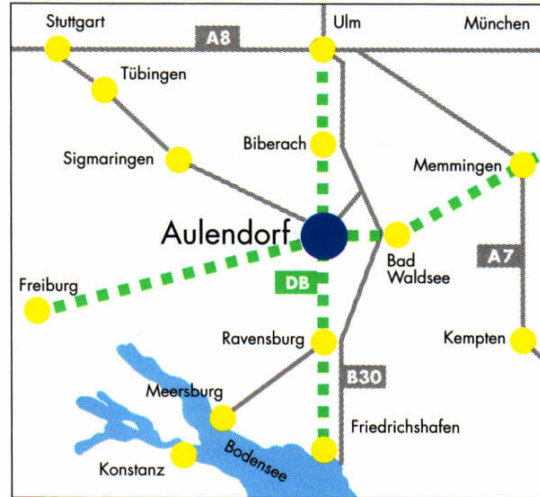 Stuttgart
A8
Ulm
München
Tübingen
Biberach
Sigmaringen
Memmingen
Aulendorf
Bad
Waldsee
A7
Freiburg
DB
Ravensburg
Kempten
B30
Meersburg
Friedrichshafen
Bodensee
Konstanz